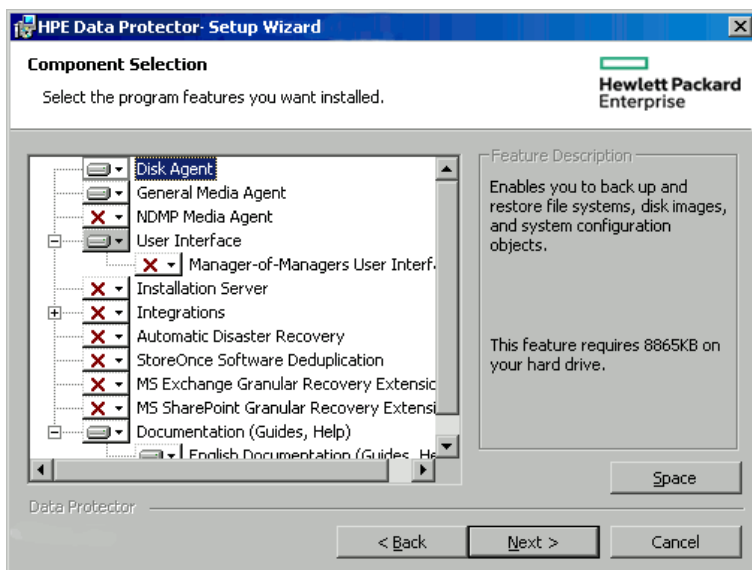 HPE Data Protector- Setup Wizard
Component Selection
Select the program features you want installed.
Hewlett Packard
Enterprise
Disk Agent
General Media Agent
NDMP Media Agent
User Interface
Manager-of-Managers User Interf
Installation Server
Integrations
Automatic Disaster Recovery
StoreOnce Software Deduplication
MS Exchange Granular Recovery Extensic
MS SharePoint Granular Recovery Extensi
Documentation (Guides, Help)
English Documentation (Guides, He
Feature Description
Enables you to back up and
restore file systems, disk images,
and system configuration
objects.
This feature requires 8865KB on
your hard drive.
Space
Data Protector
< Back
Next >
Cancel